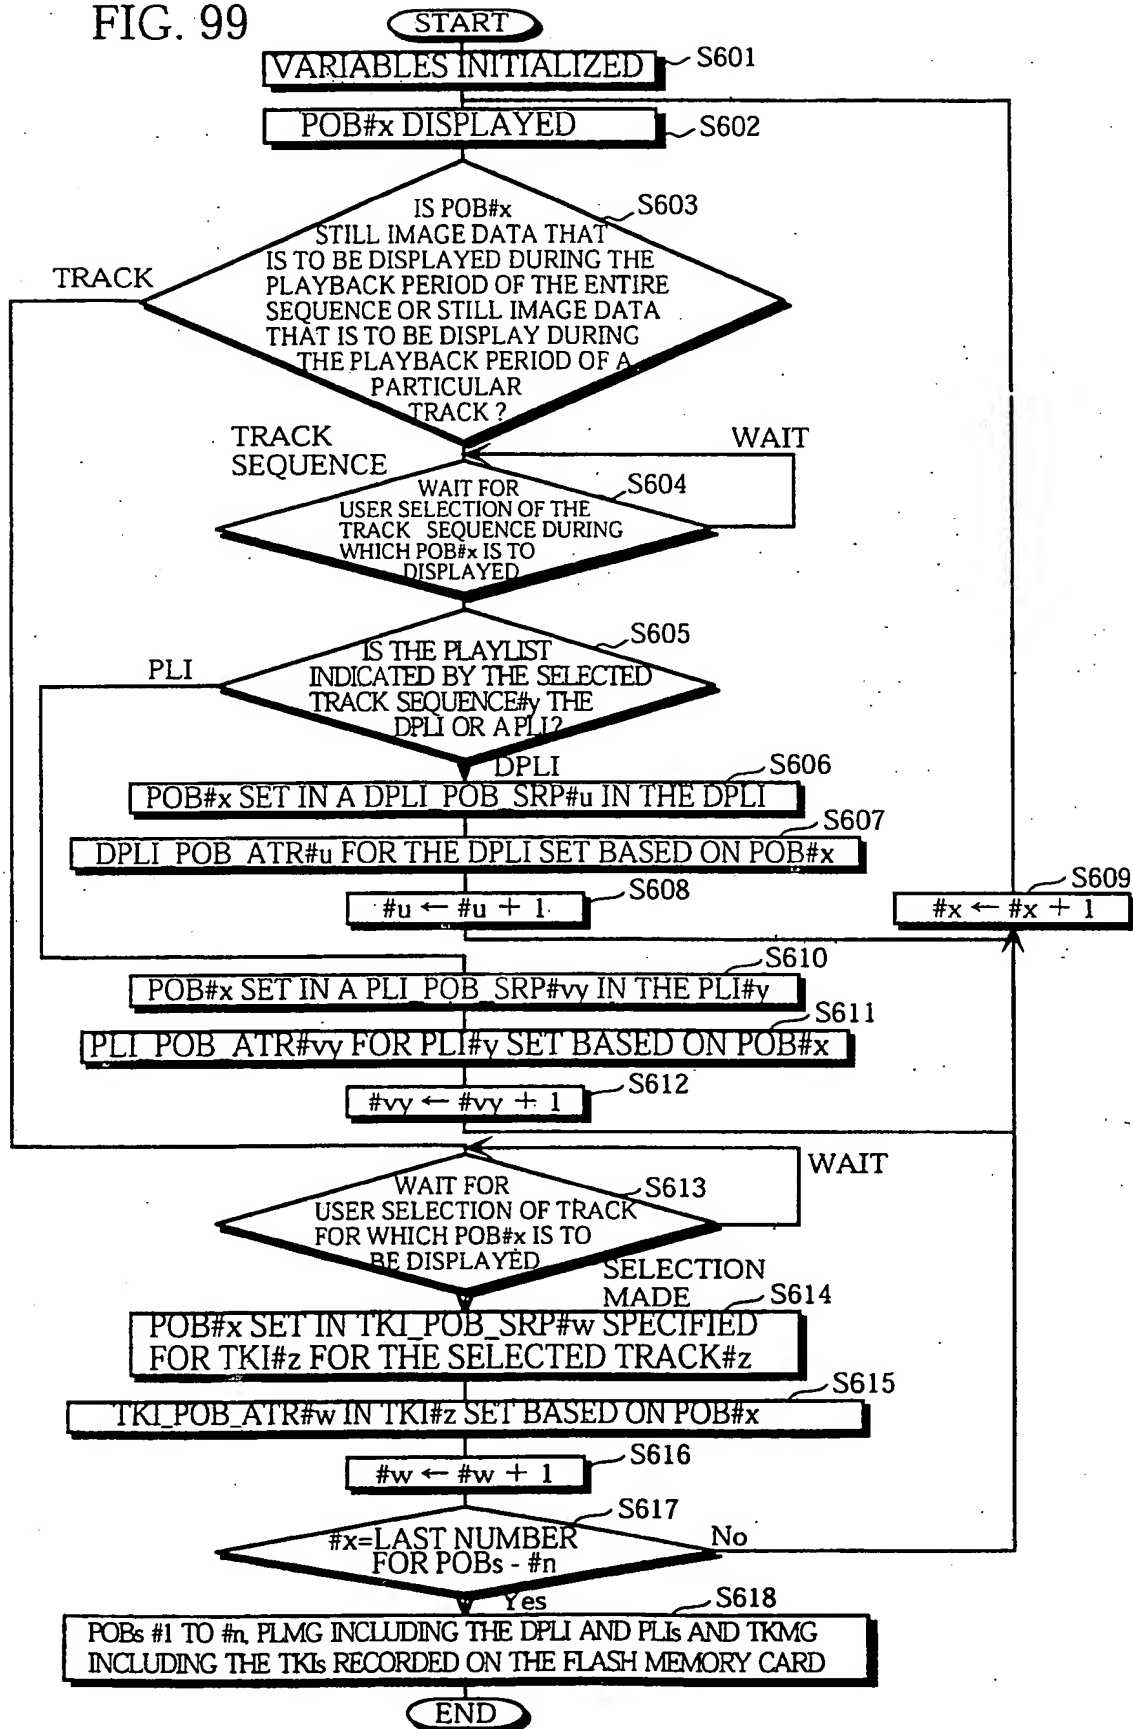 FIG. 99
START
VARIABLES INITIALIZED
S601
POB#x DISPLAYED
S602
IS POB#x
STILL IMAGE DATA THAT
IS TO BE DISPLAYED DURING THE
PLAYBACK PERIOD OF THE ENTIRE
SEQUENCE OR STILL IMAGE DATA
THAT IS TO BE DISPLAY DURING
THE PLAYBACK PERIOD OF A
PARTICULAR
TRACK ?
S603
TRACK
TRACK
SEQUENCE
WAIT
WAIT FOR
USER SELECTION OF THE
TRACK SEQUENCE DURING
WHICH POB#x IS TO
DISPLAYED
S604
IS THE PLAYLIST
INDICATED BY THE SELECTED
TRACK SEQUENCE#y THE
DPLI OR A PLI?
S605
PLI
DPLI
S606
POB#x SET IN A DPLI_POB_SRP#u IN THE DPLI
S607
DPLI_POB_ATR#u FOR THE DPLI SET BASED ON POB#x
S608
#u ← #u + 1
S609
#x ← #x + 1
S610
POB#x SET IN A PLI_POB_SRP#vy IN THE PLI#y
S611
PLI_POB_ATR#vy FOR PLI#y SET BASED ON POB#x
S612
#vy ← #vy + 1
WAIT
WAIT FOR
USER SELECTION OF TRACK
FOR WHICH POB#x IS TO
BE DISPLAYED
S613
SELECTION
MADE
S614
POB#x SET IN TKI_POB_SRP#w SPECIFIED
FOR TKI#z FOR THE SELECTED TRACK#z
S615
TKI_POB_ATR#w IN TKI#z SET BASED ON POB#x
S616
#w ← #w + 1
S617
#x=LAST NUMBER
FOR POBs - #n
No
Yes
S618
POBs #1 TO #n, PLMG INCLUDING THE DPLI AND PLIs AND TKMG
INCLUDING THE TKIs RECORDED ON THE FLASH MEMORY CARD
END